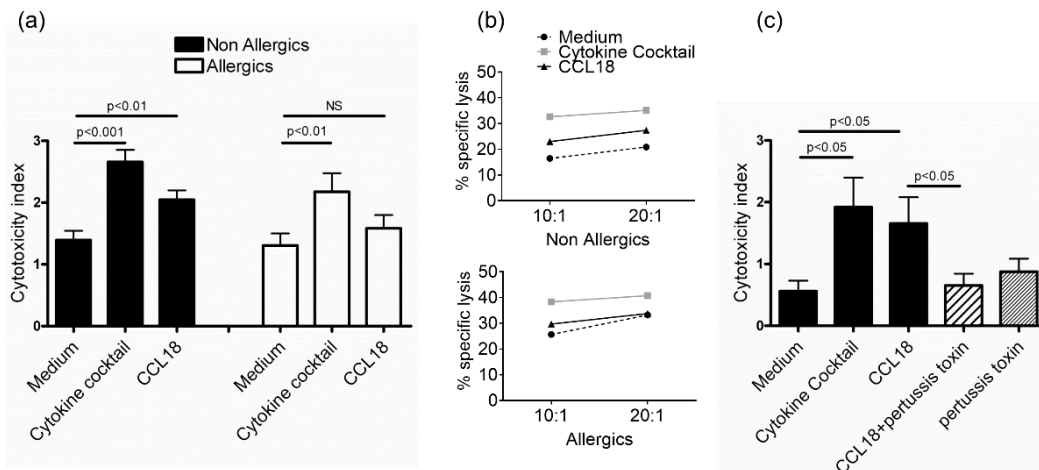 (a)
Non Allergics
Allergics
p<0.01
p<0.001
NS
p<0.01
Cytotoxicity index
3
2
1
0
Medium
Cytokine cocktail
CCL18
Medium
Cytokine cocktail
CCL18
(b)
Medium
Cytokine Cocktail
CCL18
% specific lysis
50
40
30
20
10
0
10:1
20:1
Non Allergics
% specific lysis
50
40
30
20
10
0
10:1
20:1
Allergics
(c)
p<0.05
p<0.05
p<0.05
Cytotoxicity index
3
2
1
0
Medium
Cytokine Cocktail
CCL18
CCL18+pertussis toxin
pertussis toxin